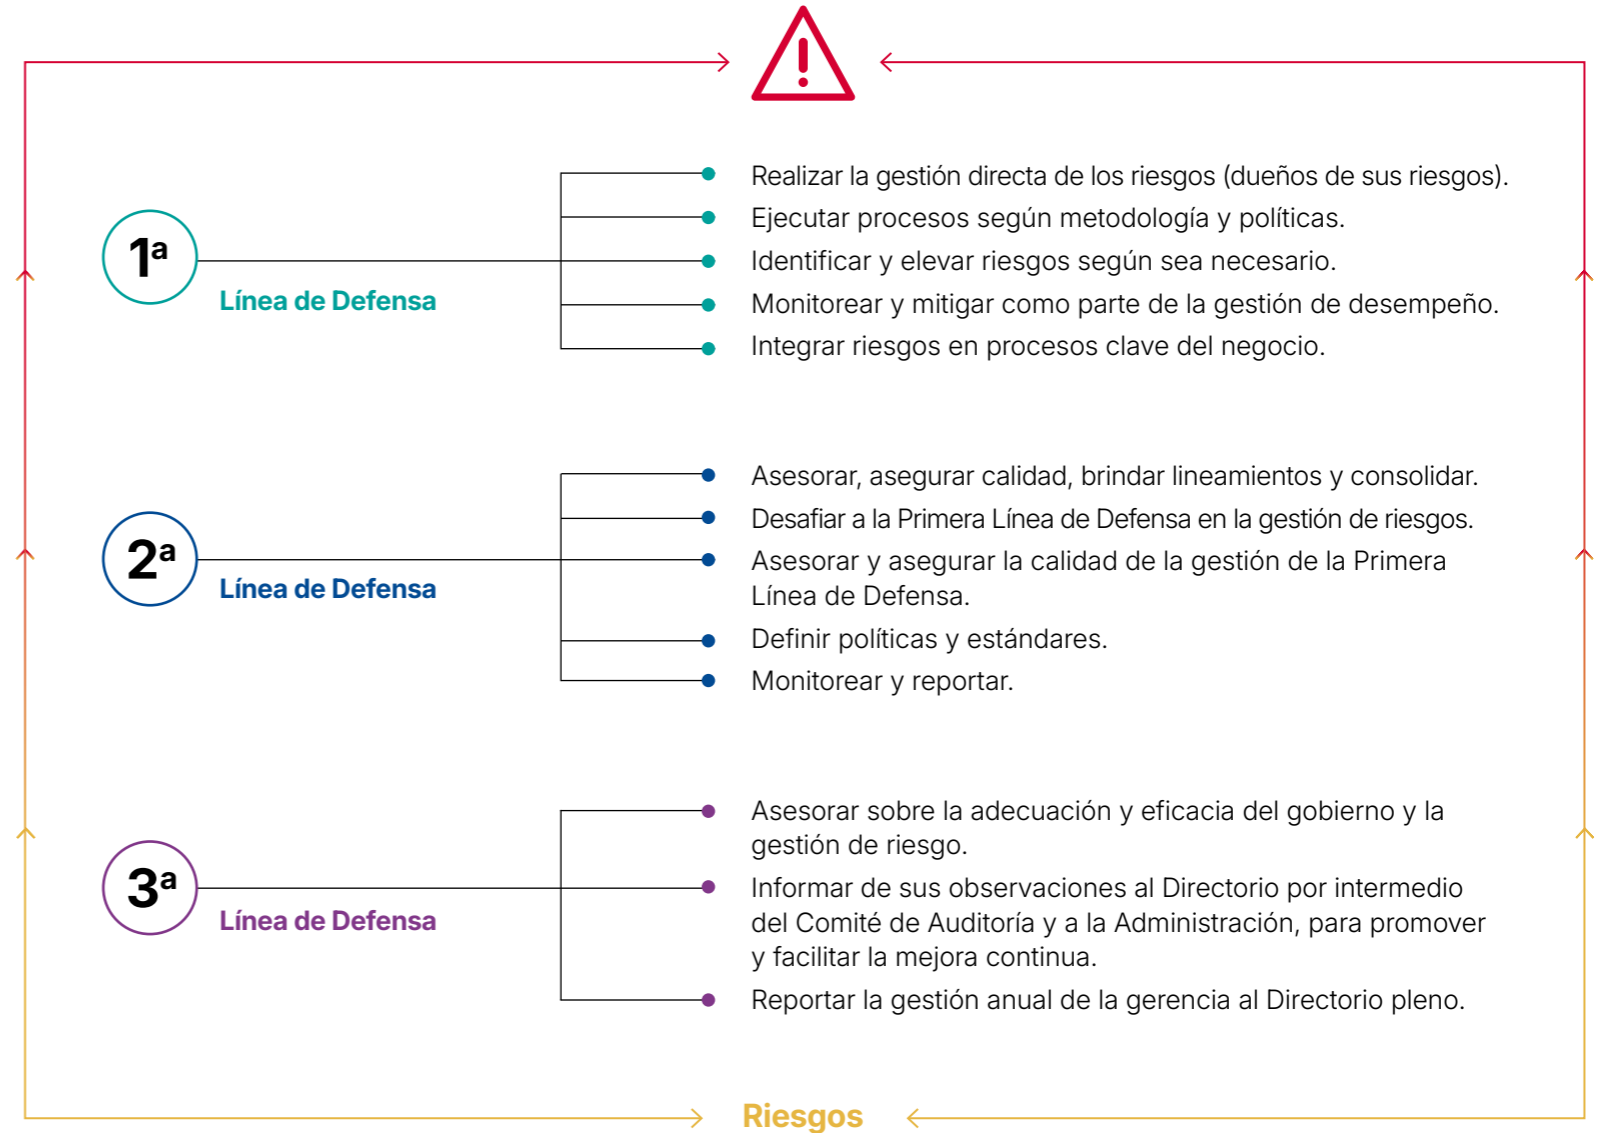 1ª
Línea de Defensa
Realizar la gestión directa de los riesgos (dueños de sus riesgos).
Ejecutar procesos según metodología y políticas.
Identificar y elevar riesgos según sea necesario.
Monitorear y mitigar como parte de la gestión de desempeño.
Integrar riesgos en procesos clave del negocio.
2ª
Línea de Defensa
Asesorar, asegurar calidad, brindar lineamientos y consolidar.
Desafiar a la Primera Línea de Defensa en la gestión de riesgos.
Asesorar y asegurar la calidad de la gestión de la Primera
Línea de Defensa.
Definir políticas y estándares.
Monitorear y reportar.
3ª
Línea de Defensa
Asesorar sobre la adecuación y eficacia del gobierno y la
gestión de riesgo.
Informar de sus observaciones al Directorio por intermedio
del Comité de Auditoría y a la Administración, para promover
y facilitar la mejora continua.
Reportar la gestión anual de la gerencia al Directorio pleno.
Riesgos